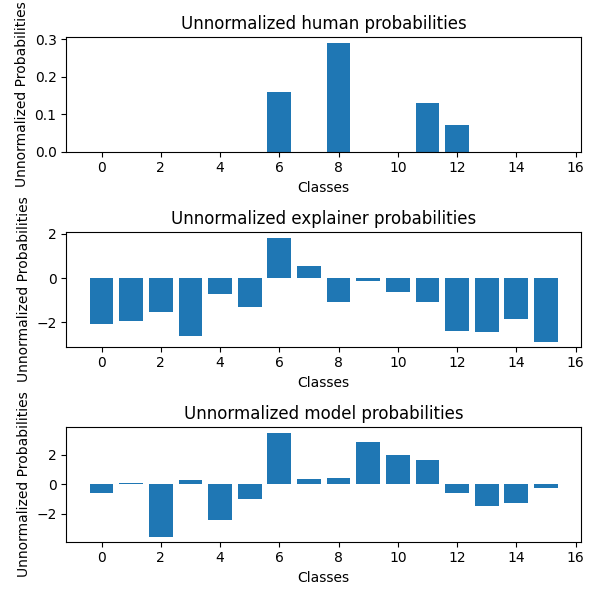 Unnormalized human probabilities
Unnormalized Probabilities
0.3
0.2
0.1
0.0
0 2 4 6 8 10 12 14 16
Classes
Unnormalized explainer probabilities
Unnormalized Probabilities
2
0
−2
0 2 4 6 8 10 12 14 16
Classes
Unnormalized model probabilities
Unnormalized Probabilities
2
0
−2
0 2 4 6 8 10 12 14 16
Classes